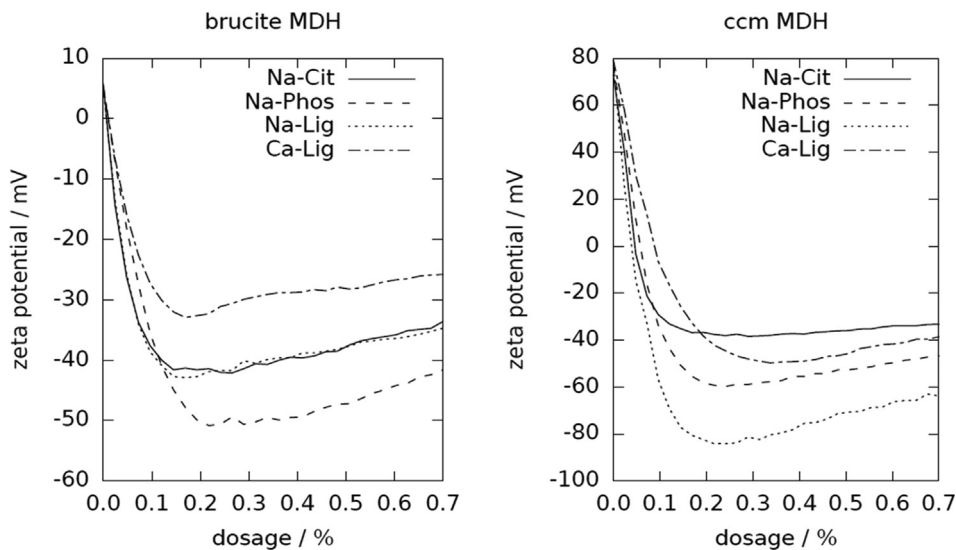 brucite MDH
10
0
-10
-20
-30
-40
-50
-60
zeta potential / mV
Na-Cit
Na-Phos
Na-Lig
Ca-Lig
0.0 0.1 0.2 0.3 0.4 0.5 0.6 0.7
dosage / %
ccm MDH
80
60
40
20
0
-20
-40
-60
-80
-100
zeta potential / mV
Na-Cit
Na-Phos
Na-Lig
Ca-Lig
0.0 0.1 0.2 0.3 0.4 0.5 0.6 0.7
dosage / %